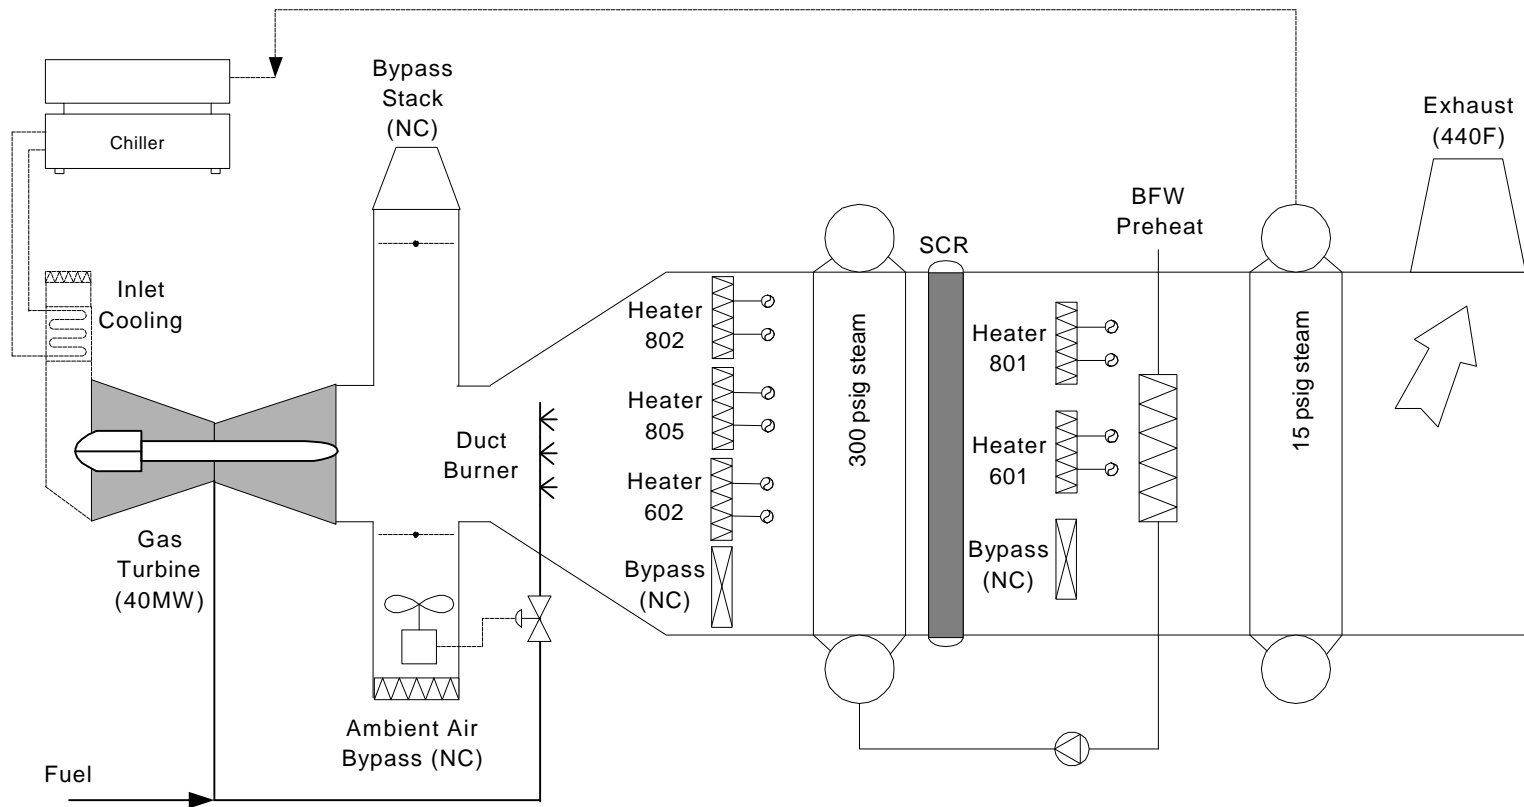 Bypass
Stack
(NC)
Exhaust
(440F)
Chiller
BFW
Preheat
SCR
Inlet
Cooling
Heater
802
Heater
801
300 psig steam
15 psig steam
Heater
805
Duct
Burner
Heater
601
Heater
602
Gas
Turbine
(40MW)
Bypass
(NC)
Bypass
(NC)
Ambient Air
Bypass (NC)
Fuel